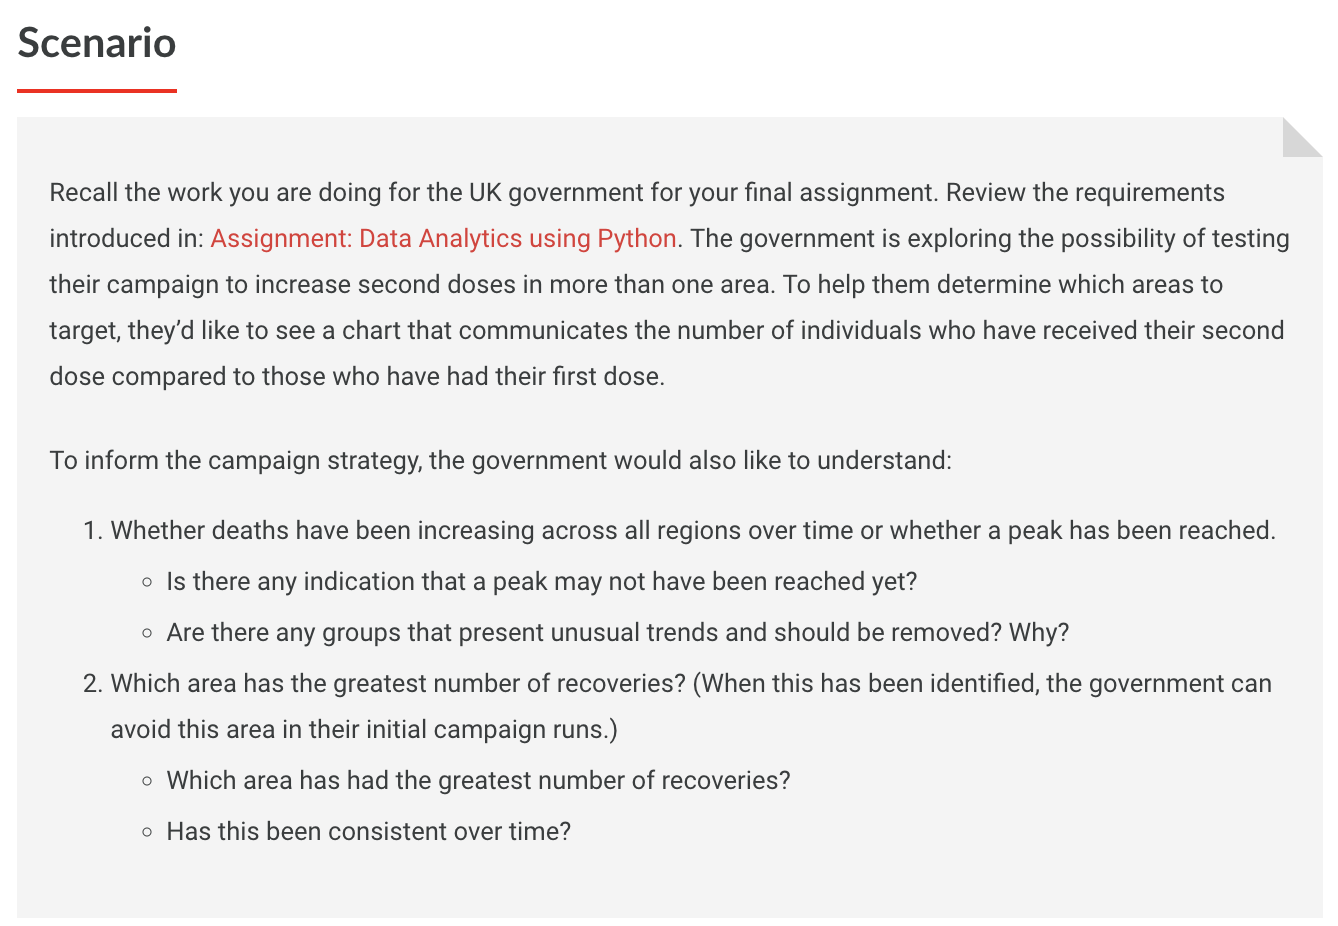 Scenario
Recall the work you are doing for the UK government for your final assignment. Review the requirements
introduced in: Assignment: Data Analytics using Python. The government is exploring the possibility of testing
their campaign to increase second doses in more than one area. To help them determine which areas to
target, they’d like to see a chart that communicates the number of individuals who have received their second
dose compared to those who have had their first dose.
To inform the campaign strategy, the government would also like to understand:
1. Whether deaths have been increasing across all regions over time or whether a peak has been reached.
◦ Is there any indication that a peak may not have been reached yet?
◦ Are there any groups that present unusual trends and should be removed? Why?
2. Which area has the greatest number of recoveries? (When this has been identified, the government can
avoid this area in their initial campaign runs.)
◦ Which area has had the greatest number of recoveries?
◦ Has this been consistent over time?